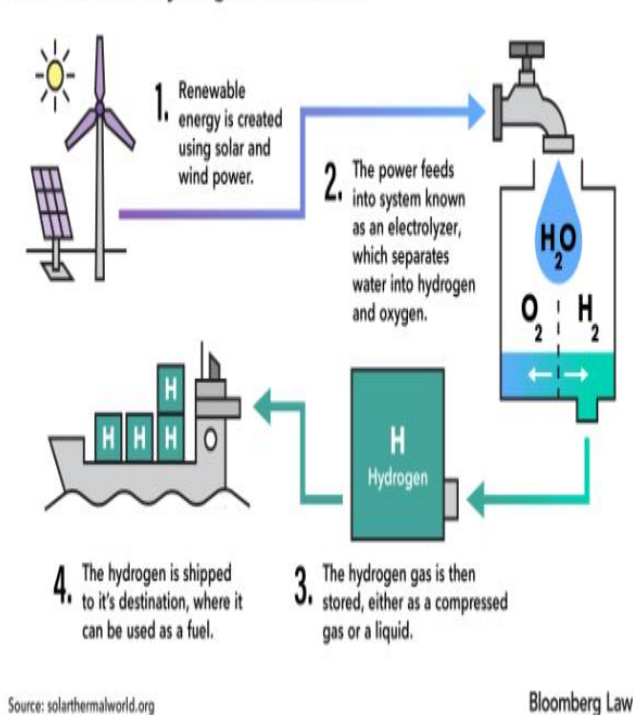 1. Renewable
energy is created
using solar and
wind power.
2. The power feeds
into system known
as an electrolyzer,
which separates
water into hydrogen
and oxygen.
H2O
O2 H2
H
H H H
H
Hydrogen
4. The hydrogen is shipped
to it's destination, where it
can be used as a fuel.
3. The hydrogen gas is then
stored, either as a compressed
gas or a liquid.
Source: solarthermalworld.org
Bloomberg Law